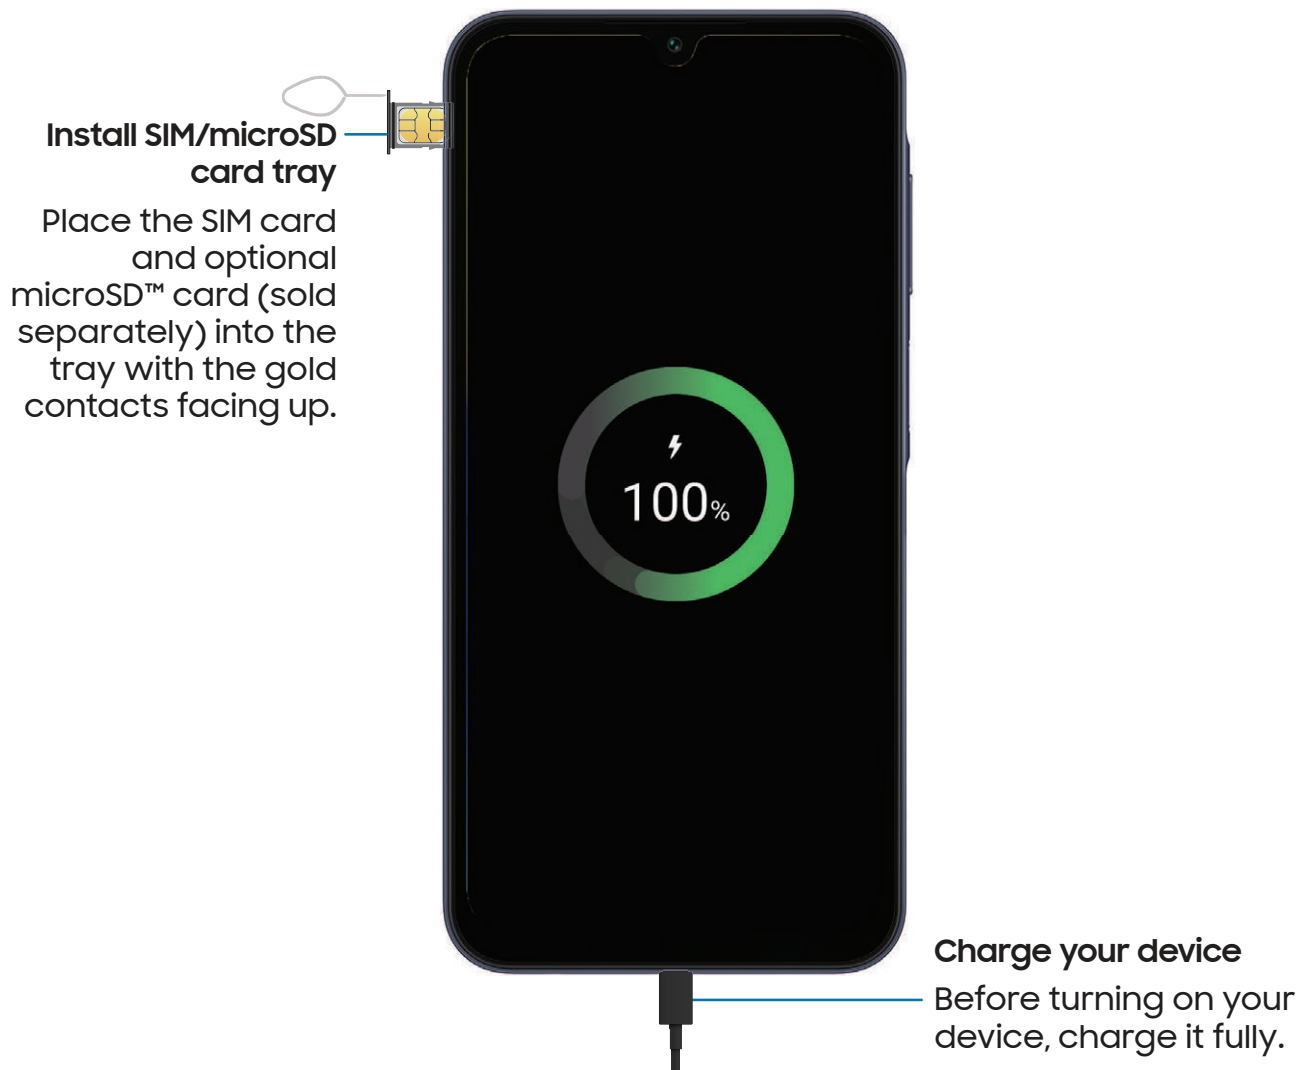 Install SIM/microSD
card tray
Place the SIM card
and optional
microSD™ card (sold
separately) into the
tray with the gold
contacts facing up.
100%
Charge your device
Before turning on your
device, charge it fully.